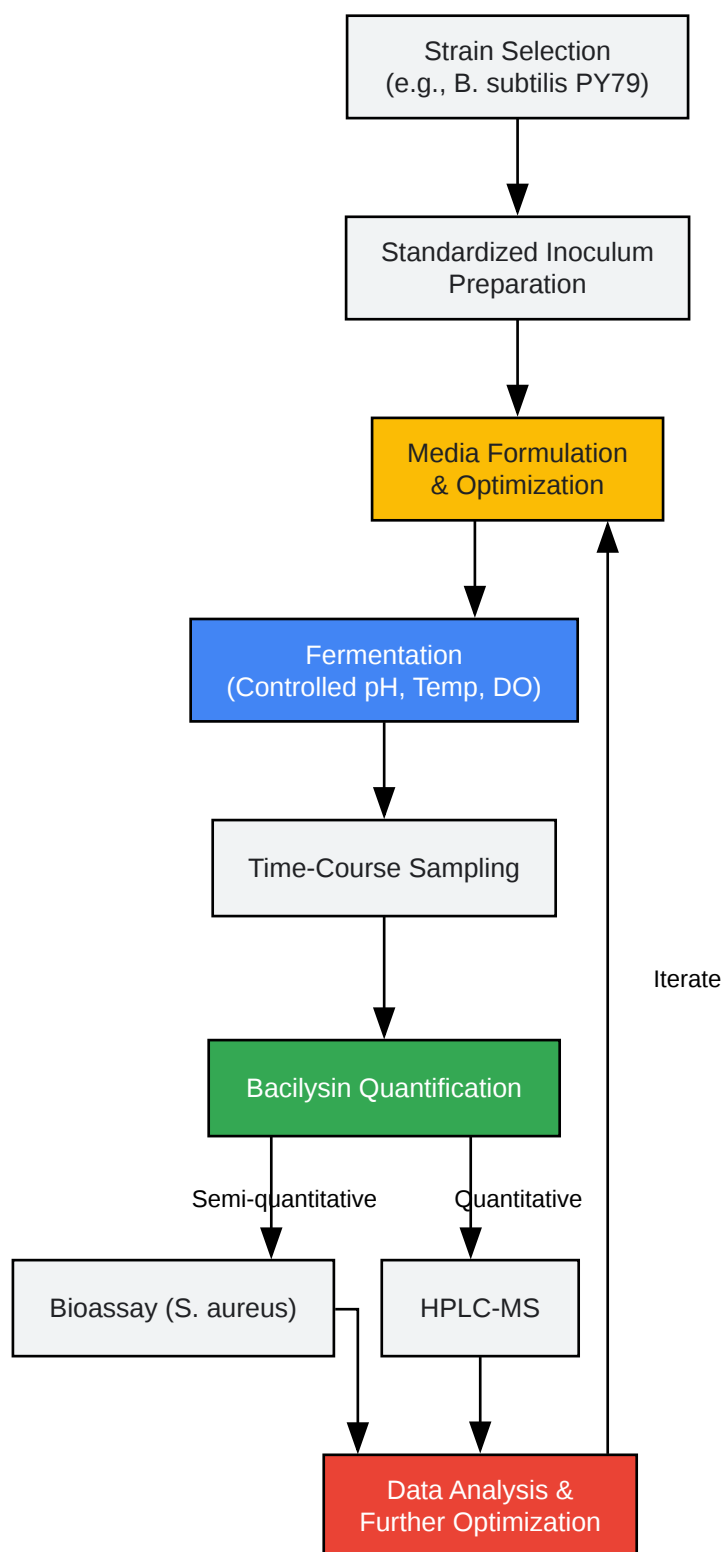 Strain Selection
(e.g., B. subtilis PY79)
Standardized Inoculum
Preparation
Media Formulation
& Optimization
Fermentation
(Controlled pH, Temp, DO)
Time-Course Sampling
Iterate
Bacilysin Quantification
Semi-quantitative
Quantitative
Bioassay (S. aureus)
HPLC-MS
Data Analysis &
Further Optimization